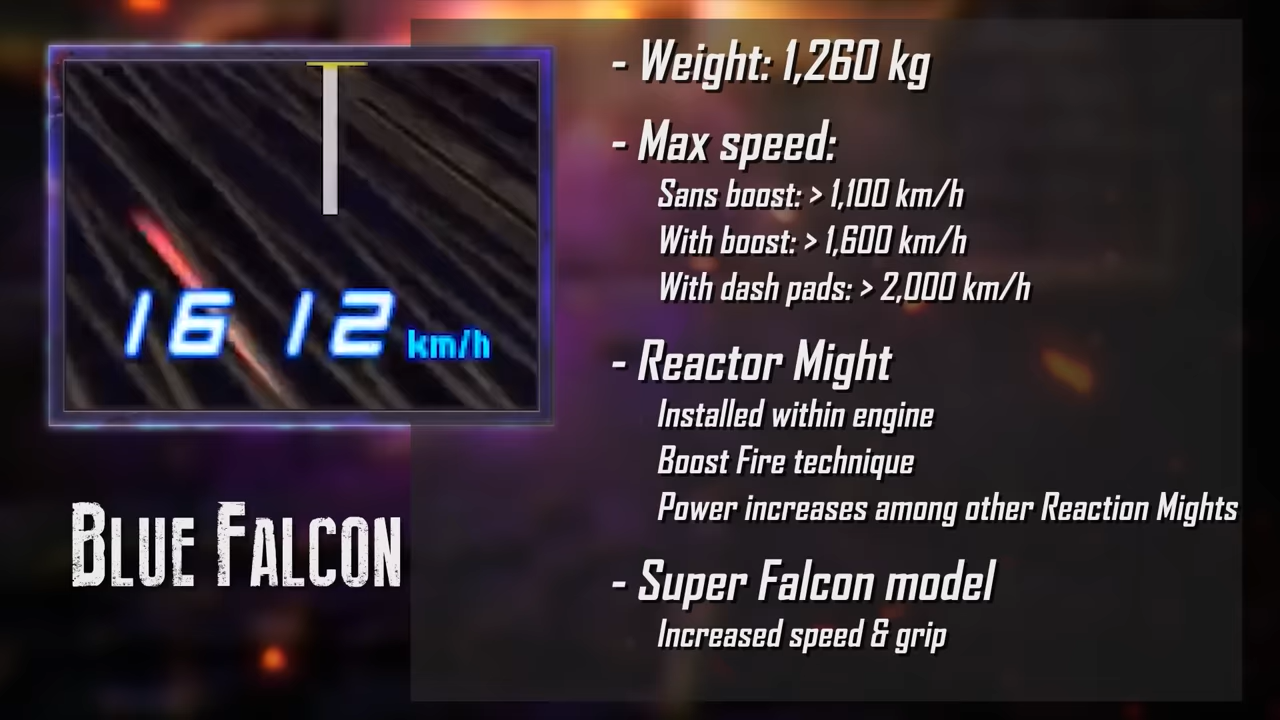 1612 km/h
Blue Falcon
- Weight: 1,260 kg
- Max speed:
Sans boost: > 1,100 km/h
With boost: > 1,600 km/h
With dash pads: > 2,000 km/h
- Reactor Might
Installed within engine
Boost Fire technique
Power increases among other Reaction Mights
- Super Falcon model
Increased speed & grip